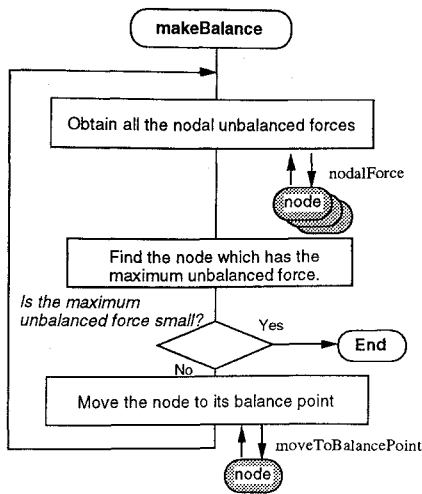 makeBalance
Obtain all the nodal unbalanced forces
nodalForce
node
Find the node which has the
maximum unbalanced force.
Is the maximum
unbalanced force small?
Yes
End
No
Move the node to its balance point
moveToBalancePoint
node